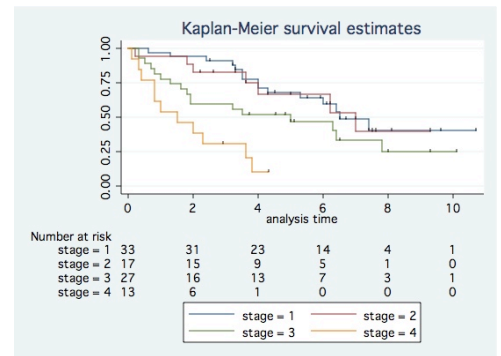 Kaplan-Meier survival estimates
1.00
0.75
0.50
0.25
0.00
0 2 4 6 8 10
analysis time
Number at risk
stage = 1 33 31 23 14 4 1
stage = 2 17 15 9 5 1 0
stage = 3 27 16 13 7 3 1
stage = 4 13 6 1 0 0 0
stage = 1 stage = 2
stage = 3 stage = 4